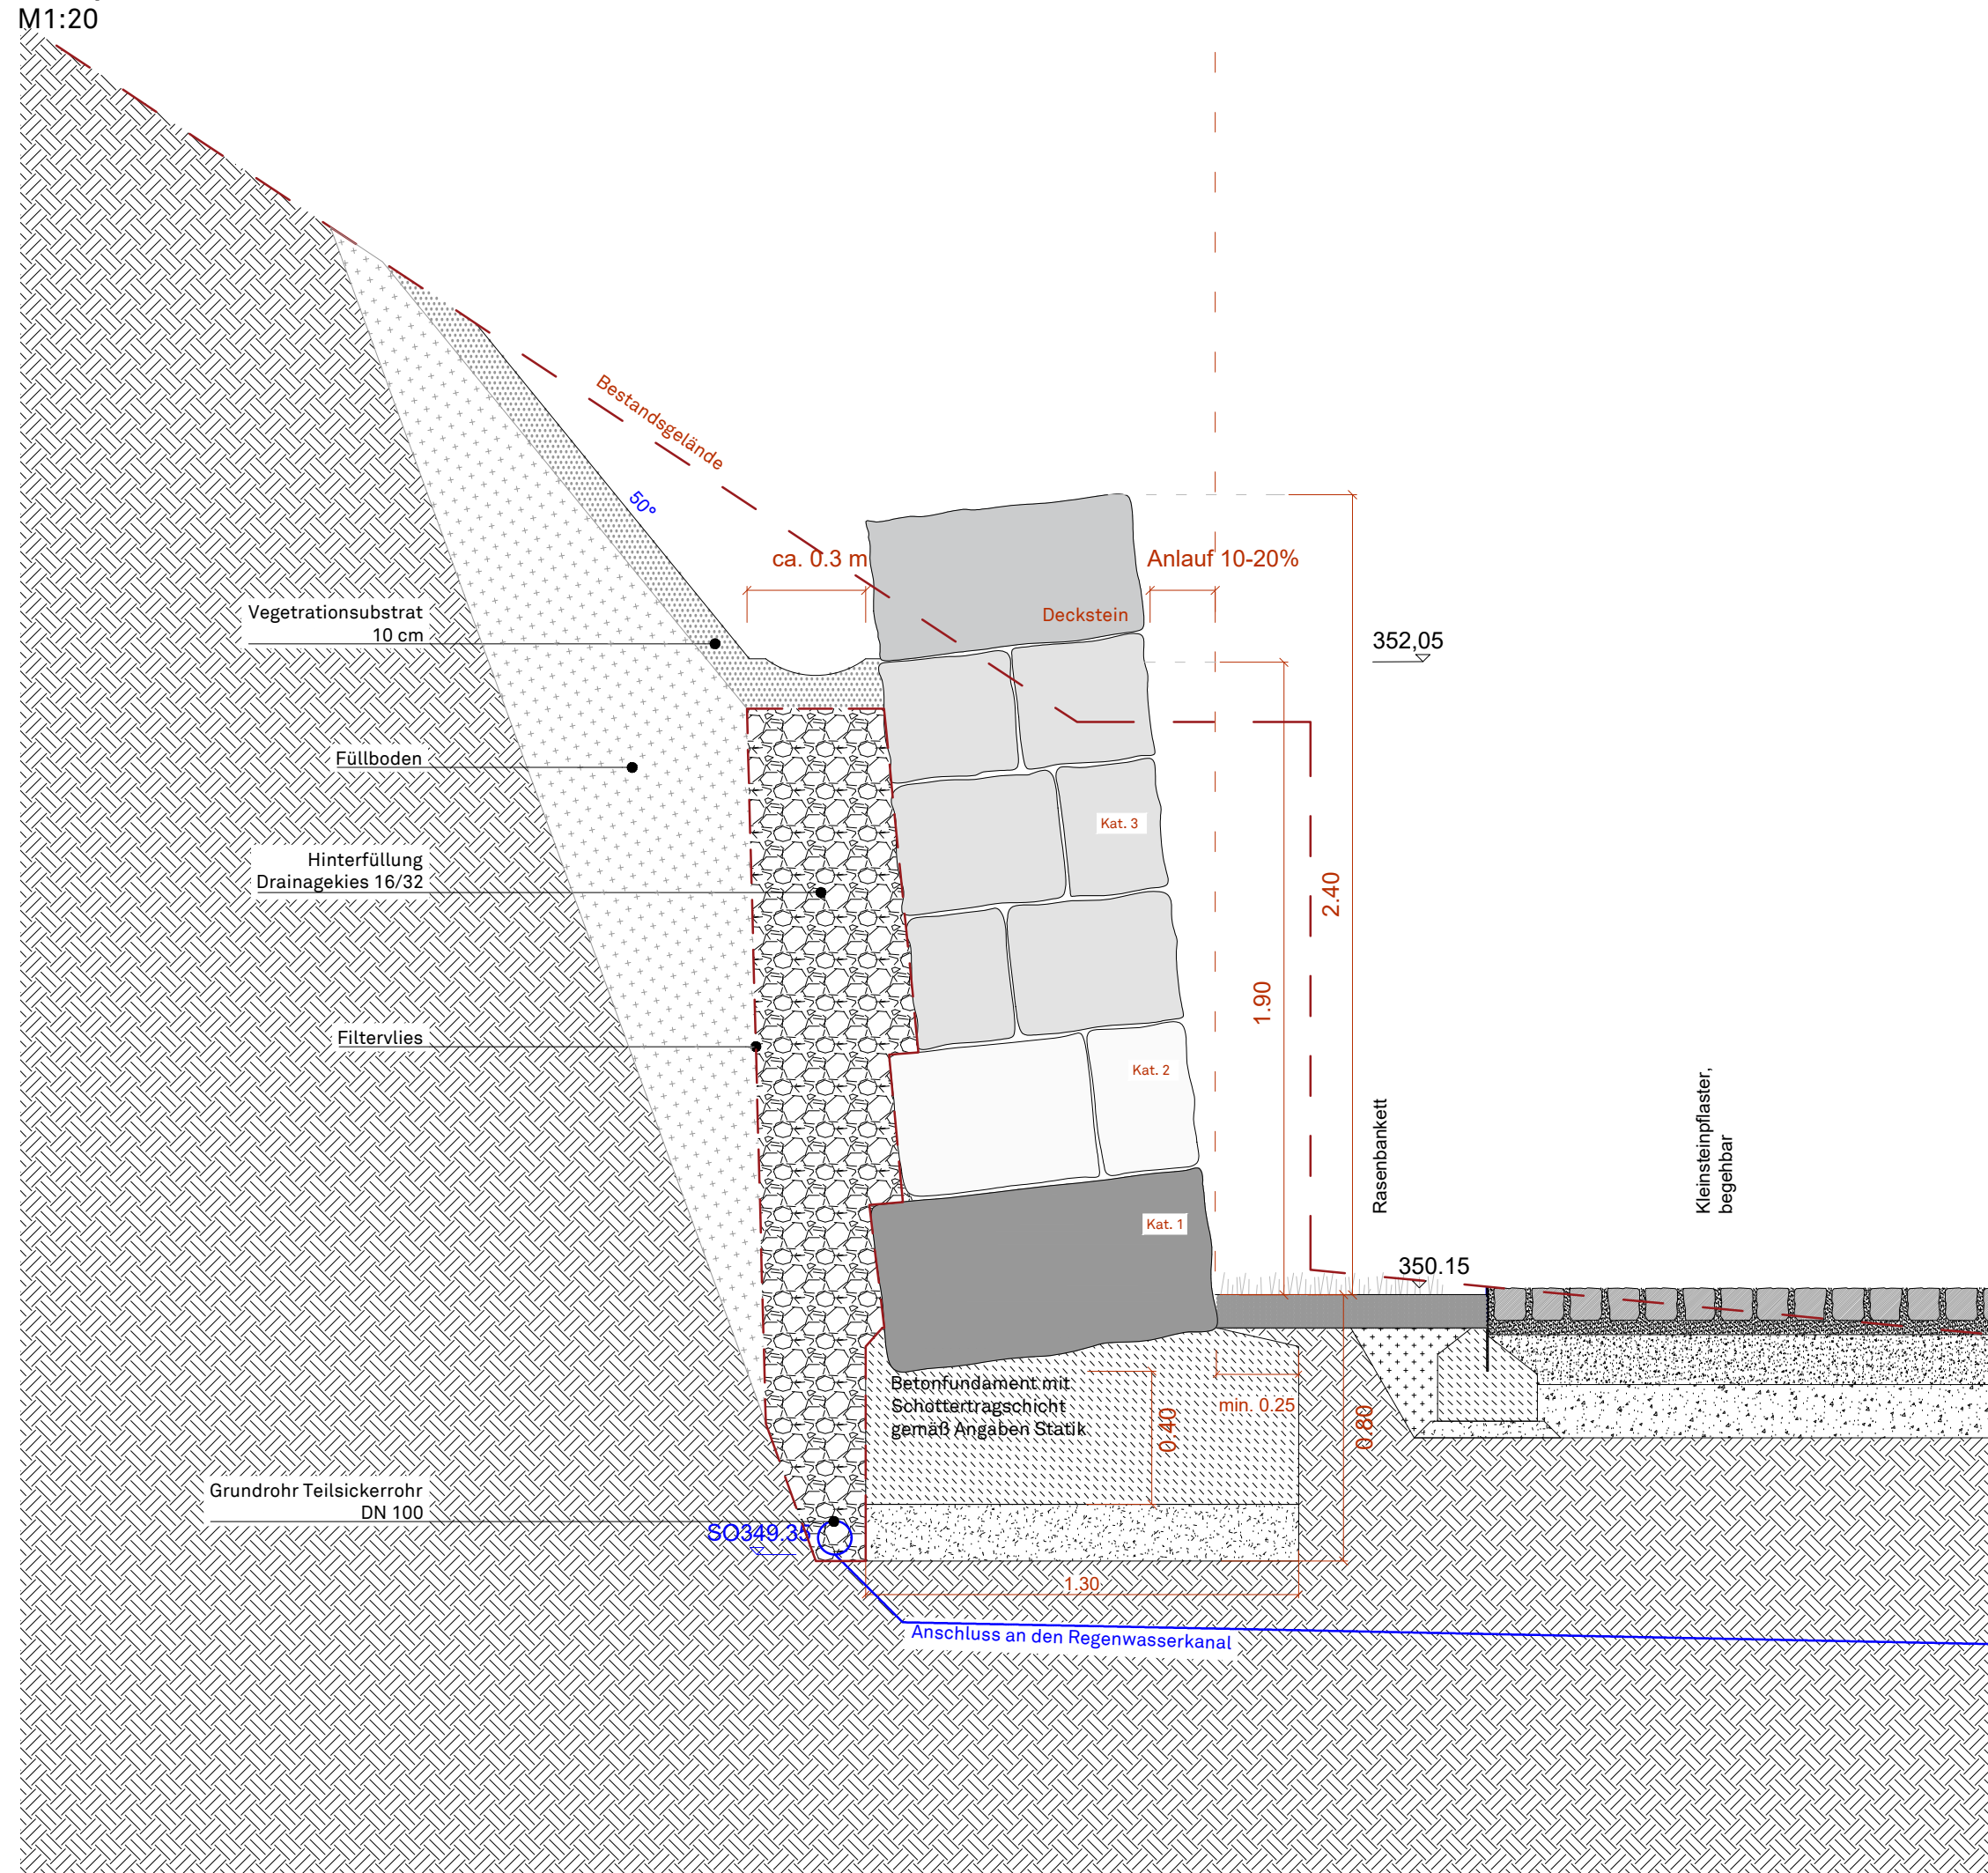 M1:20
Bestandsgelände
50°
ca. 0.3 m
Anlauf 10-20%
Deckstein
Vegetrationsubstrat
10 cm
352,05
Füllboden
Kat. 3
Hinterfüllung
Drainagekies 16/32
2.40
1.90
Filtervlies
Kat. 2
Rasenbankett
Kleinsteinpflaster,
begehbar
Kat. 1
350.15
Betonfundament mit
Schottertragschicht
gemäß Angaben Statik
0.40
min. 0.25
0.80
Grundrohr Teilsickerrohr
DN 100
SO349.35
1.30
Anschluss an den Regenwasserkanal